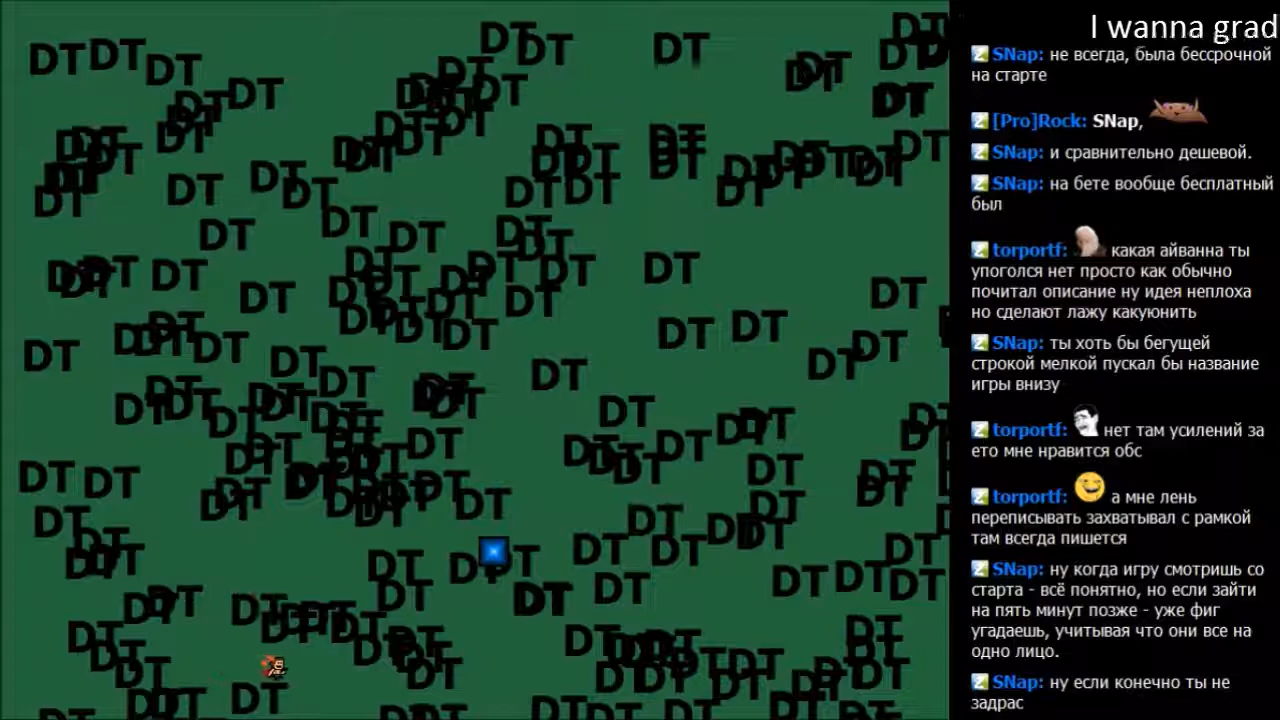 I wanna grad
SNap: не всегда, была бессрочной
на старте
[Pro]Rock: SNap,
SNap: и сравнительно дешевой.
SNap: на бете вообще бесплатный
был
torportf: какая айванна ты
упоголся нет просто как обычно
почитал описание ну идея неплоха
но сделают лажу какуюнить
SNap: ты хоть бы бегущей
строкой мелкой пускал бы название
игры внизу
torportf: нет там усилений за
ето мне нравится обс
torportf: а мне лень
переписывать захватывал с рамкой
там всегда пишется
SNap: ну когда игру смотришь со
старта - всё понятно, но если зайти
на пять минут позже - уже фиг
угадаешь, учитывая что они все на
одно лицо.
SNap: ну если конечно ты не
задрас
DT